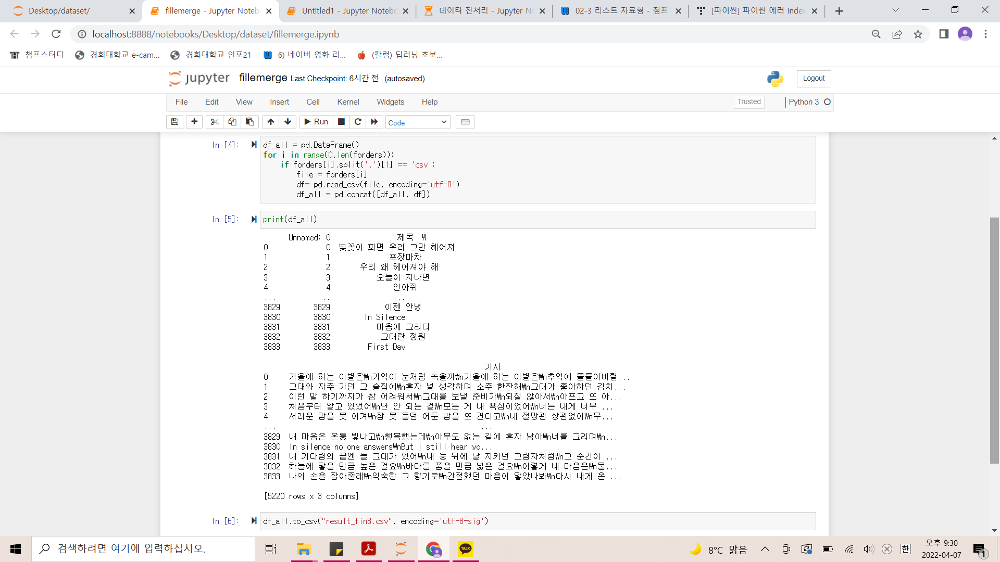 Desktop/dataset/
fillemerge - Jupyter Noteb
Untitled1 - Jupyter Notebo
데이터 전처리 - Jupyter No
02-3 리스트 자료형 - 점프
[파이썬] 파이썬 에러 Index
localhost:8888/notebooks/Desktop/dataset/fillemerge.ipynb
챔프스터디
경희대학교 e-cam...
경희대학교 인포21
6) 네이버 영화 리...
(칼럼) 딥러닝 초보...
jupyter
fillemerge Last Checkpoint: 6시간 전 (autosaved)
Logout
File Edit View Insert Cell Kernel Widgets Help
Trusted
Python 3
Run
Code
In [4]:
df_all = pd.DataFrame()
for i in range(0,len(forders)):
    if forders[i].split('.')[1] == 'csv':
        file = forders[i]
        df= pd.read_csv(file, encoding='utf-8')
        df_all = pd.concat([df_all, df])
In [5]:
print(df_all)
Unnamed: 0 제목 ₩
0 0 벚꽃이 피면 우리 그만 헤어져
1 1 포장마차
2 2 우리 왜 헤어져야 해
3 3 오늘이 지나면
4 4 안아줘
... ... ...
3829 3829 이젠 안녕
3830 3830 In Silence
3831 3831 마음에 그리다
3832 3832 그대란 정원
3833 3833 First Day
가사
0 겨울에 하는 이별은₩n기억이 눈처럼 녹을까₩n가을에 하는 이별은₩n추억에 물들어버릴...
1 그대와 자주 가던 그 술집에₩n혼자 널 생각하며 소주 한잔해₩n그대가 좋아하던 김치...
2 이런 말 하기까지가 참 어려워서₩n그대를 보낼 준비가₩n되질 않아서₩n아프고 또 아...
3 처음부터 알고 있었어₩n난 안 되는 걸₩n모든 게 내 욕심이었어₩n너는 내게 너무 ...
4 서러운 맘을 못 이겨₩n잠 못 들던 어둔 밤을 또 견디고₩n내 절망관 상관없이₩n무...
... ...
3829 내 마음은 온통 빛나고₩n행복했는데₩n아무도 없는 길에 혼자 남아₩n너를 그리며₩n...
3830 In silence no one answers₩nBut I still hear yo...
3831 내 기다림의 끝엔 늘 그대가 있어₩n내 등 뒤에 날 지키던 그림자처럼₩n그 순간이 ...
3832 하늘에 닿을 만큼 높은 걸요₩n바다를 품을 만큼 넓은 걸요₩n이렇게 내 마음은₩n물...
3833 나의 손을 잡아줄래₩n익숙한 그 향기로₩n간절했던 마음이 닿았나봐₩n다시 내게 온 ...
[5220 rows x 3 columns]
In [6]:
df_all.to_csv("result_fin3.csv", encoding='utf-8-sig')
검색하려면 여기에 입력하십시오.
TALK
8°C 맑음
한
오후 9:30
2022-04-07
1